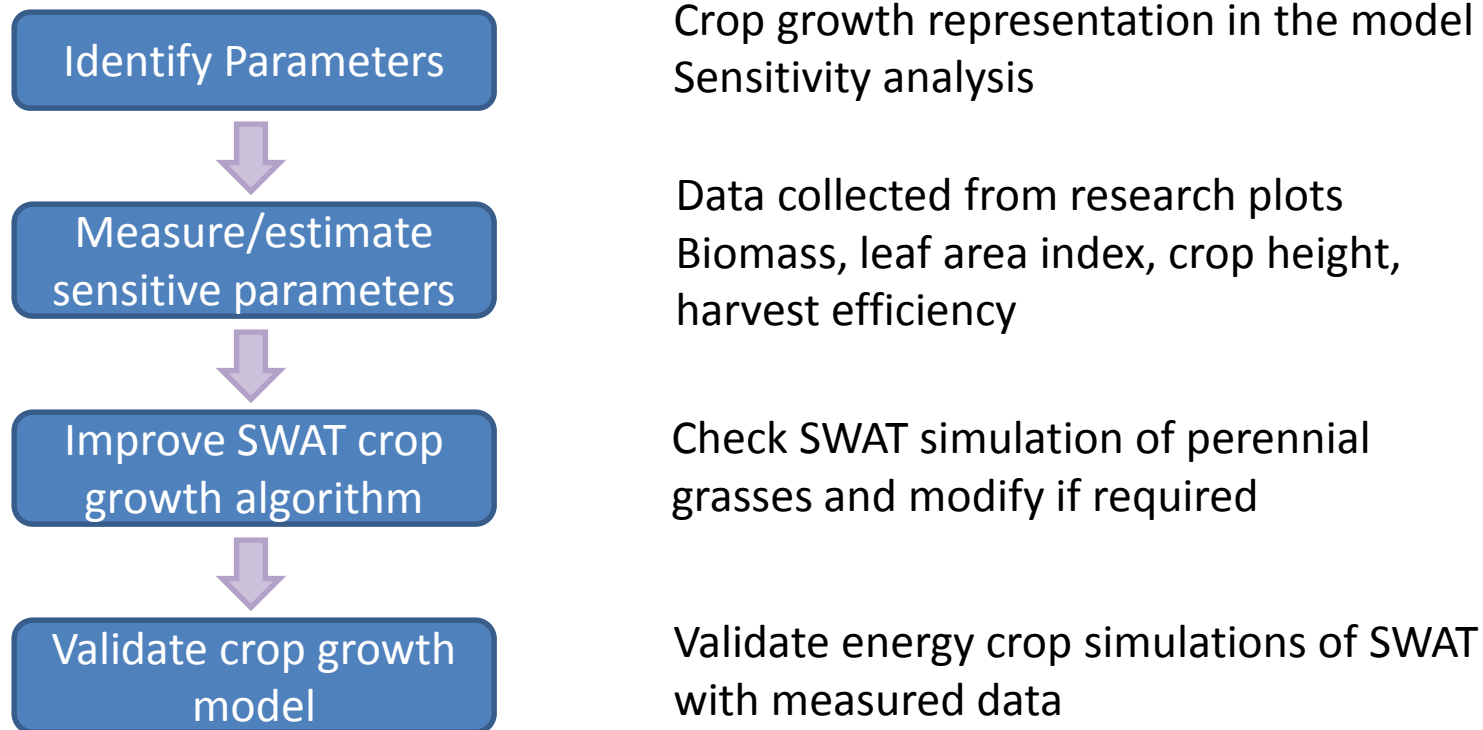 Identify Parameters
Crop growth representation in the model
Sensitivity analysis
Measure/estimate
sensitive parameters
Data collected from research plots
Biomass, leaf area index, crop height,
harvest efficiency
Improve SWAT crop
growth algorithm
Check SWAT simulation of perennial
grasses and modify if required
Validate crop growth
model
Validate energy crop simulations of SWAT
with measured data